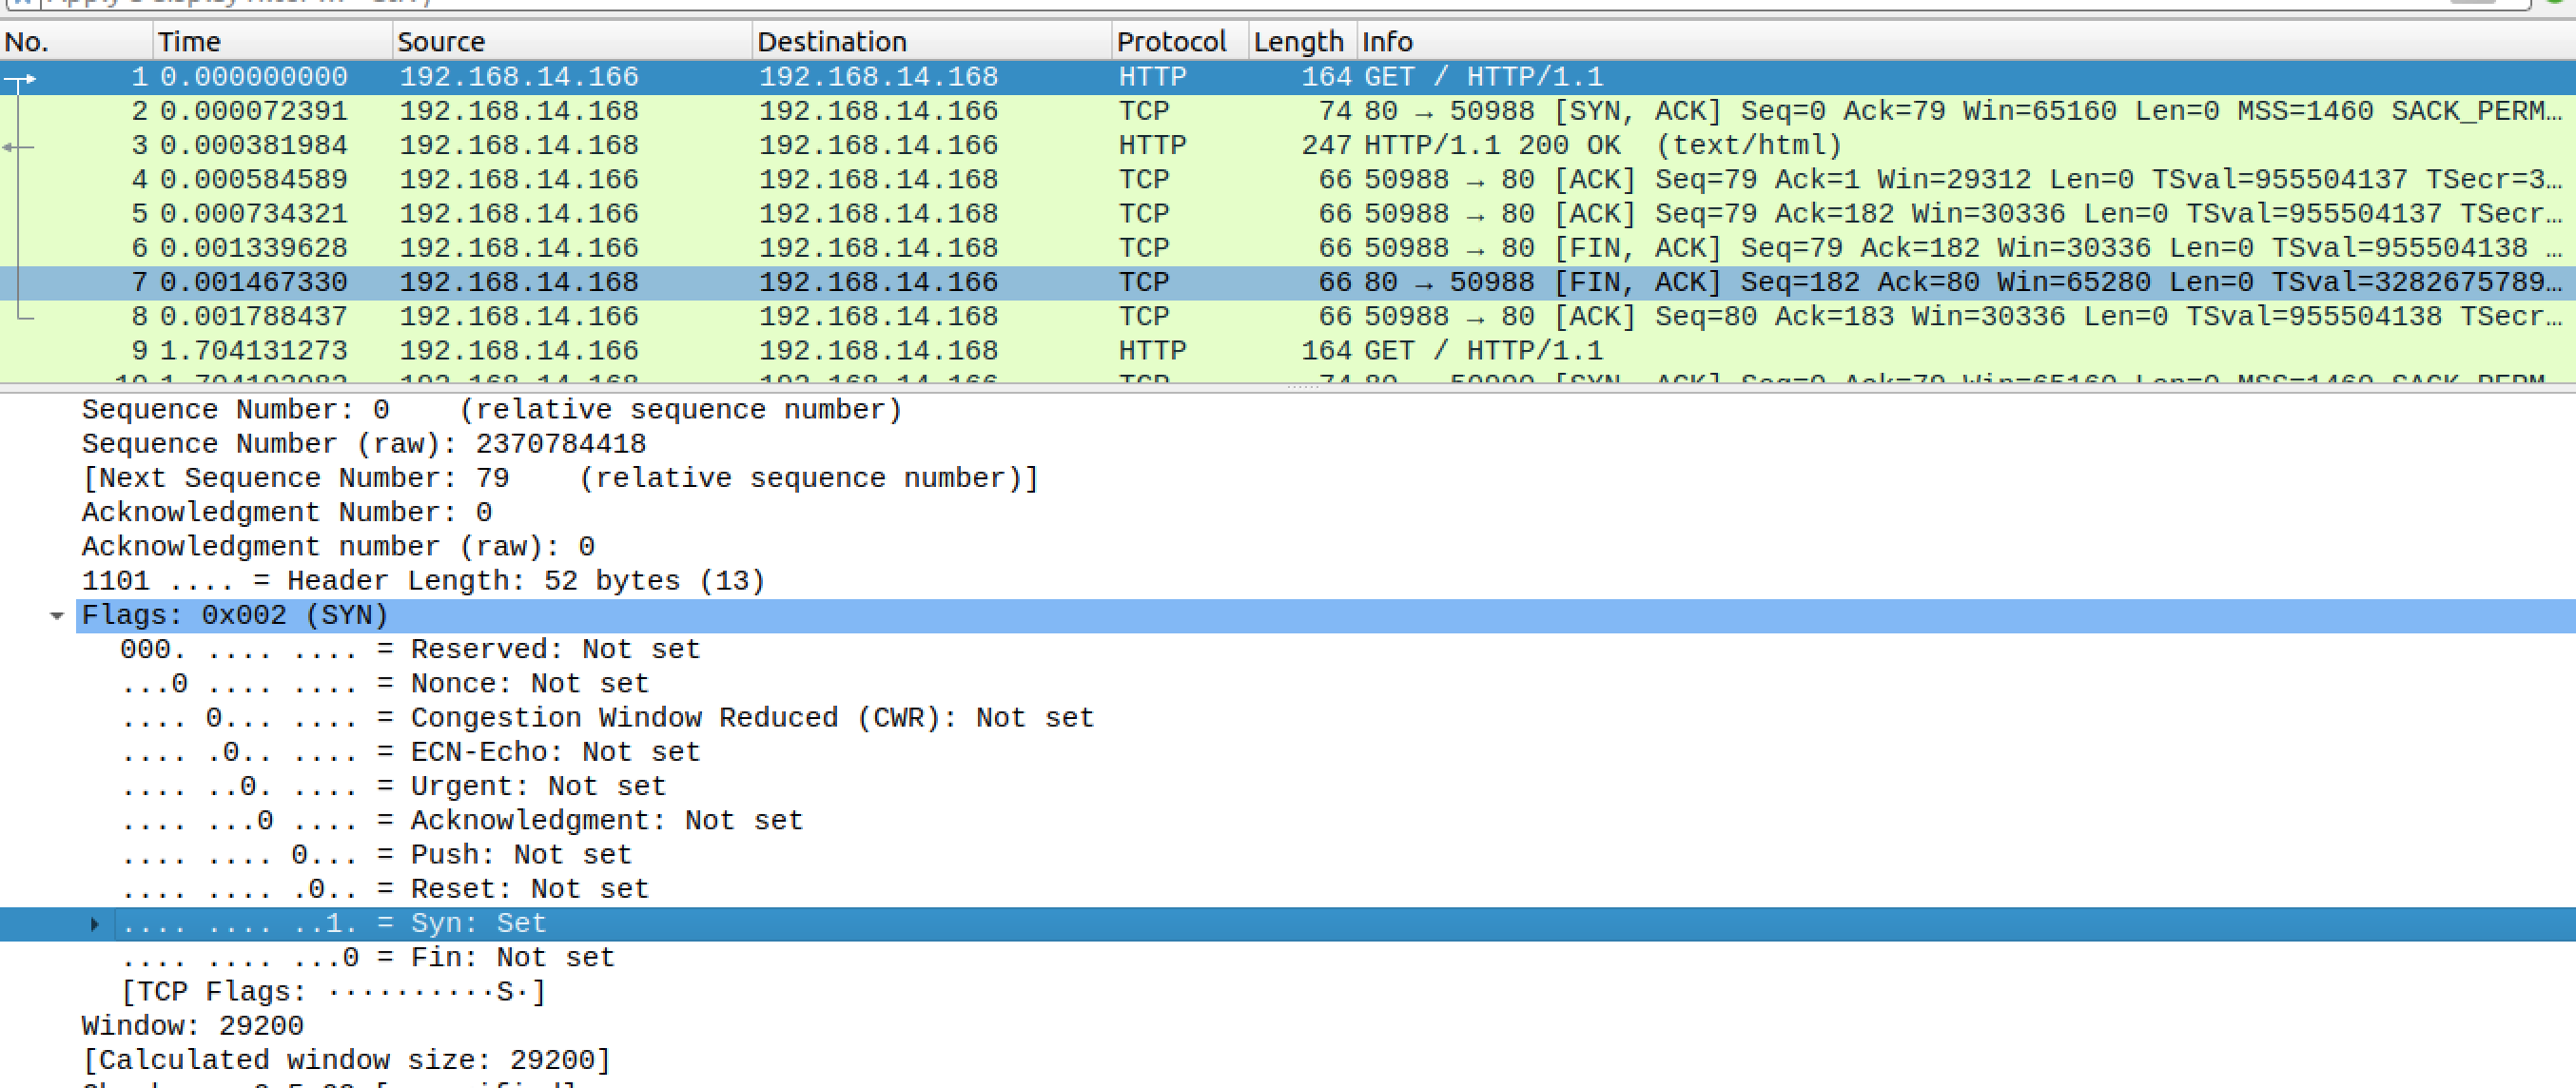 No. Time Source Destination Protocol Length Info
1 0.000000000 192.168.14.166 192.168.14.168 HTTP 164 GET / HTTP/1.1
2 0.000072391 192.168.14.168 192.168.14.166 TCP 74 80 → 50988 [SYN, ACK] Seq=0 Ack=79 Win=65160 Len=0 MSS=1460 SACK_PERM…
3 0.000381984 192.168.14.168 192.168.14.166 HTTP 247 HTTP/1.1 200 OK (text/html)
4 0.000584589 192.168.14.166 192.168.14.168 TCP 66 50988 → 80 [ACK] Seq=79 Ack=1 Win=29312 Len=0 TSval=955504137 TSecr=3…
5 0.000734321 192.168.14.166 192.168.14.168 TCP 66 50988 → 80 [ACK] Seq=79 Ack=182 Win=30336 Len=0 TSval=955504137 TSecr…
6 0.001339628 192.168.14.166 192.168.14.168 TCP 66 50988 → 80 [FIN, ACK] Seq=79 Ack=182 Win=30336 Len=0 TSval=955504138 …
7 0.001467330 192.168.14.168 192.168.14.166 TCP 66 80 → 50988 [FIN, ACK] Seq=182 Ack=80 Win=65280 Len=0 TSval=3282675789…
8 0.001788437 192.168.14.166 192.168.14.168 TCP 66 50988 → 80 [ACK] Seq=80 Ack=183 Win=30336 Len=0 TSval=955504138 TSecr…
9 1.704131273 192.168.14.166 192.168.14.168 HTTP 164 GET / HTTP/1.1
Sequence Number: 0 (relative sequence number)
Sequence Number (raw): 2370784418
[Next Sequence Number: 79 (relative sequence number)]
Acknowledgment Number: 0
Acknowledgment number (raw): 0
1101 .... = Header Length: 52 bytes (13)
Flags: 0x002 (SYN)
000. .... .... = Reserved: Not set
...0 .... .... = Nonce: Not set
.... 0... .... = Congestion Window Reduced (CWR): Not set
.... .0.. .... = ECN-Echo: Not set
.... ..0. .... = Urgent: Not set
.... ...0 .... = Acknowledgment: Not set
.... .... 0... = Push: Not set
.... .... .0.. = Reset: Not set
.... .... ..1. = Syn: Set
.... .... ...0 = Fin: Not set
[TCP Flags: ··········S·]
Window: 29200
[Calculated window size: 29200]